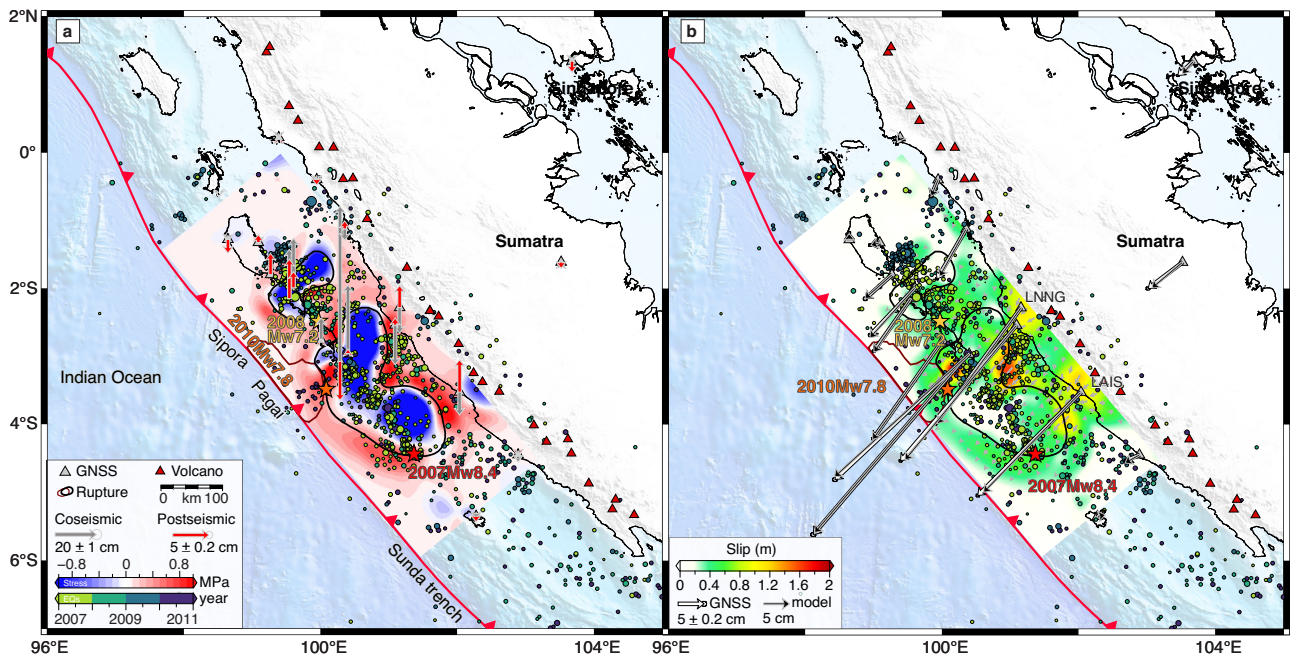 2°N
0°
2°S
4°S
6°S
96°E
100°E
104°E
a
Singapore
Sumatra
2008
Mw7.2
2010Mw7.8
Sipora
Pagai
Indian Ocean
2007Mw8.4
Sunda trench
GNSS
Volcano
Rupture
0 km 100
Coseismic
Postseismic
20 ± 1 cm
5 ± 0.2 cm
−0.8 0 0.8
Stress
MPa
EQs
year
2007 2009 2011
b
Singapore
Sumatra
LNNG
2008
Mw7.2
2010Mw7.8
LAIS
2007Mw8.4
Slip (m)
0 0.4 0.8 1.2 1.6 2
GNSS
model
5 ± 0.2 cm
5 cm
96°E
100°E
104°E